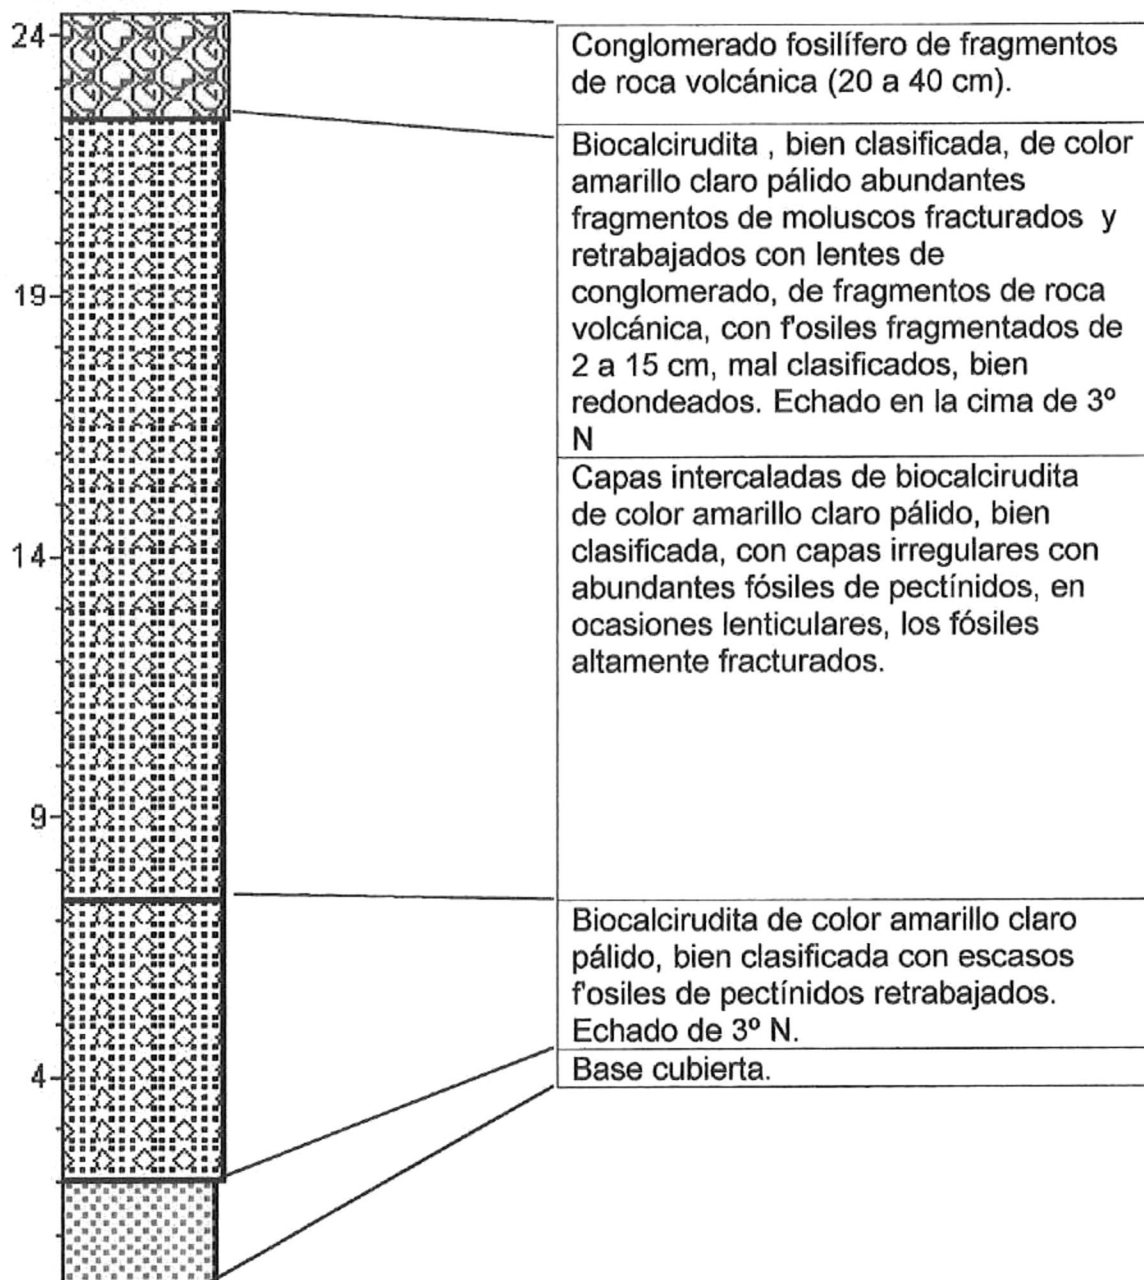 24
Conglomerado fosilífero de fragmentos
de roca volcánica (20 a 40 cm).
Biocalcirudita , bien clasificada, de color
amarillo claro pálido abundantes
fragmentos de moluscos fracturados y
retrabajados con lentes de
conglomerado, de fragmentos de roca
volcánica, con f'osiles fragmentados de
2 a 15 cm, mal clasificados, bien
redondeados. Echado en la cima de 3º
N
19
Capas intercaladas de biocalcirudita
de color amarillo claro pálido, bien
clasificada, con capas irregulares con
abundantes fósiles de pectínidos, en
ocasiones lenticulares, los fósiles
altamente fracturados.
14
9
Biocalcirudita de color amarillo claro
pálido, bien clasificada con escasos
f'osiles de pectínidos retrabajados.
Echado de 3º N.
4
Base cubierta.